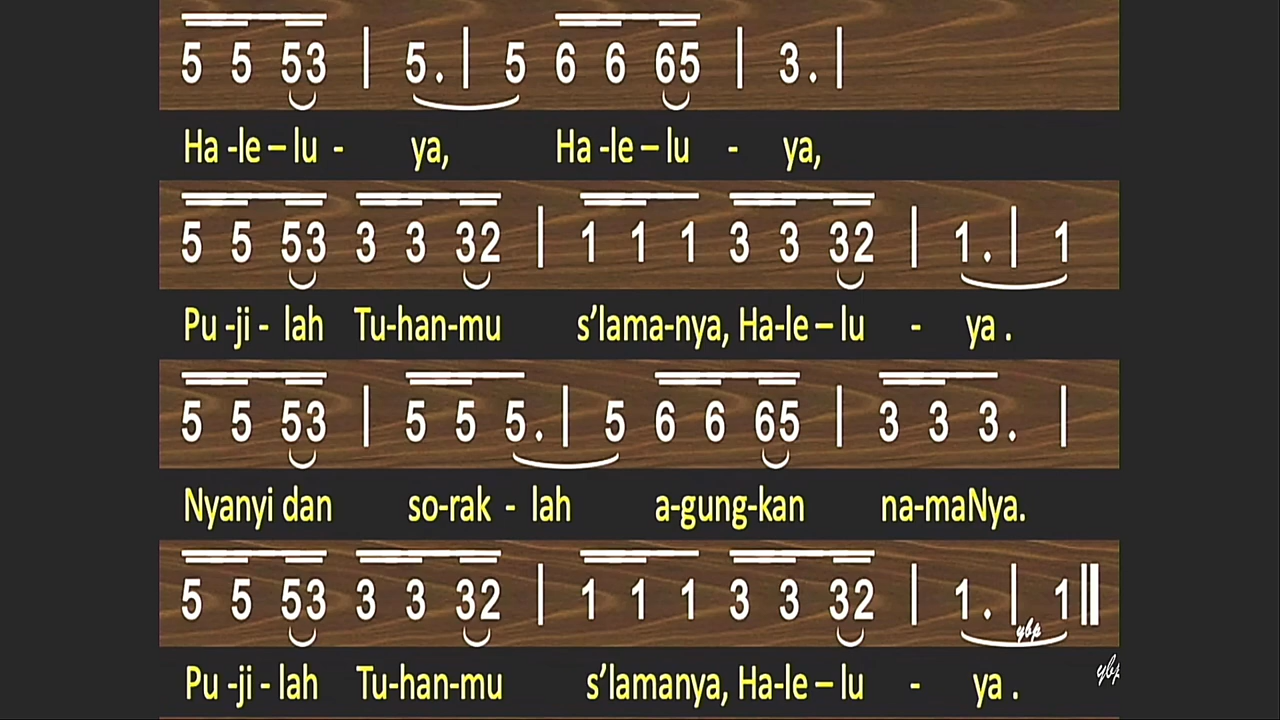 5 5 53 | 5 . | 5 6 6 65 | 3 . |
Ha -le – lu - ya, Ha -le – lu - ya,
5 5 53 3 3 32 | 1 1 1 3 3 32 | 1 . | 1
Pu -ji - lah Tu-han-mu s’lama-nya, Ha-le – lu - ya .
5 5 53 | 5 5 5 . | 5 6 6 65 | 3 3 3 . |
Nyanyi dan so-rak - lah a-gung-kan na-maNya.
5 5 53 3 3 32 | 1 1 1 3 3 32 | 1 . | 1 ||
ybp
Pu -ji - lah Tu-han-mu s’lamanya, Ha-le – lu - ya .
ybp